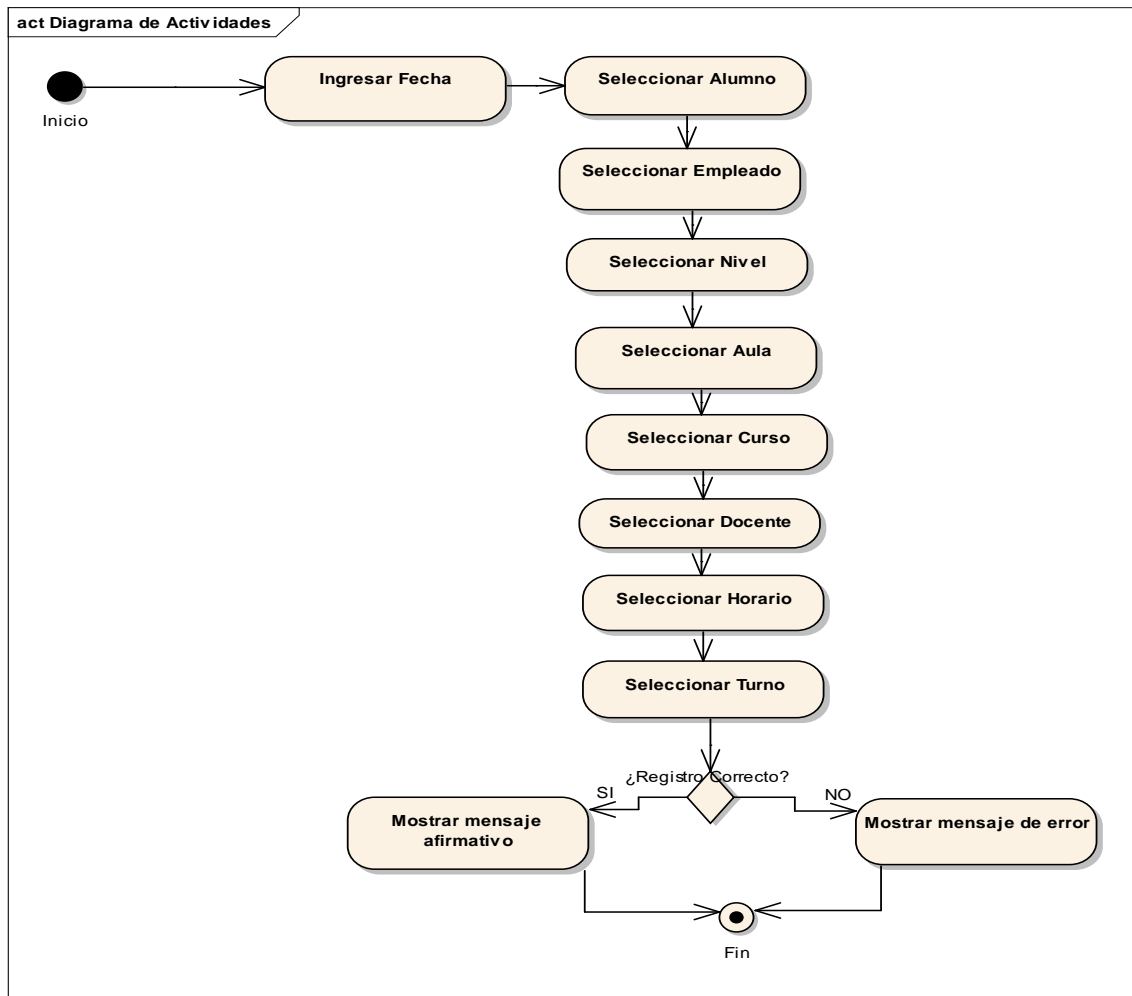 act Diagrama de Actividades
Ingresar Fecha
Seleccionar Alumno
Inicio
Seleccionar Empleado
Seleccionar Nivel
Seleccionar Aula
Seleccionar Curso
Seleccionar Docente
Seleccionar Horario
Seleccionar Turno
¿Registro Correcto?
SI
NO
Mostrar mensaje
afirmativo
Mostrar mensaje de error
Fin